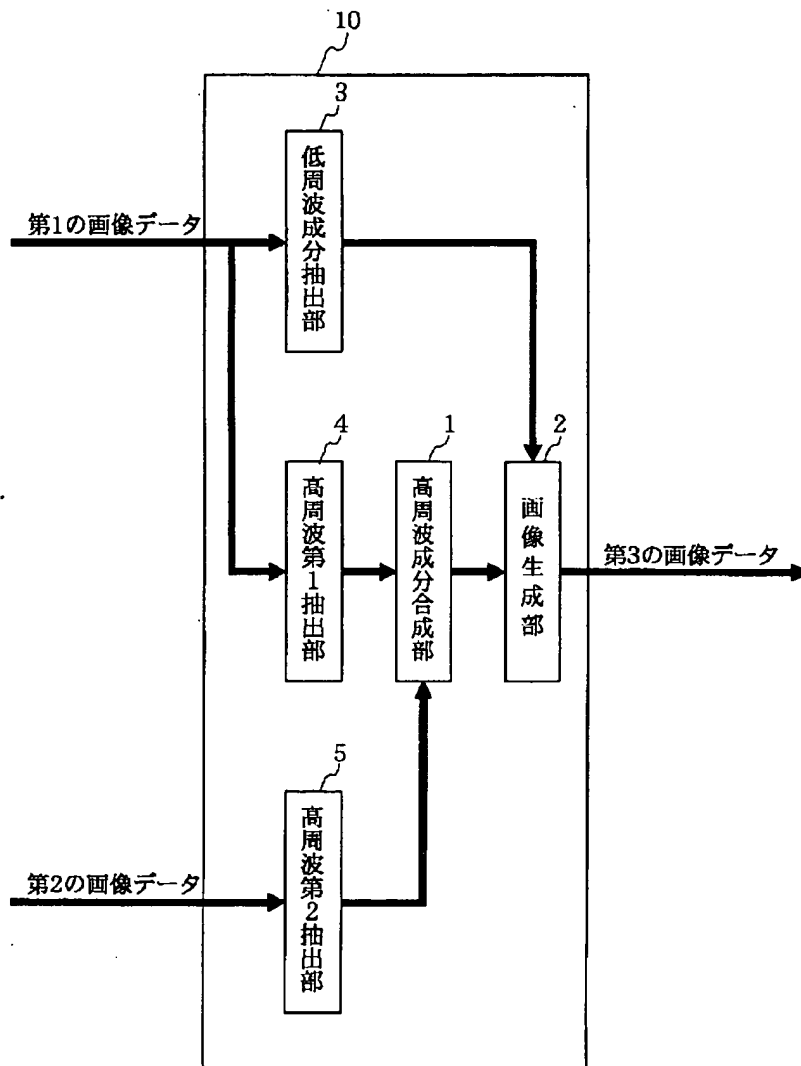 10
3
低周波成分抽出部
第1の画像データ
4
高周波第1抽出部
1
高周波成分合成部
2
画像生成部
第3の画像データ
5
高周波第2抽出部
第2の画像データ